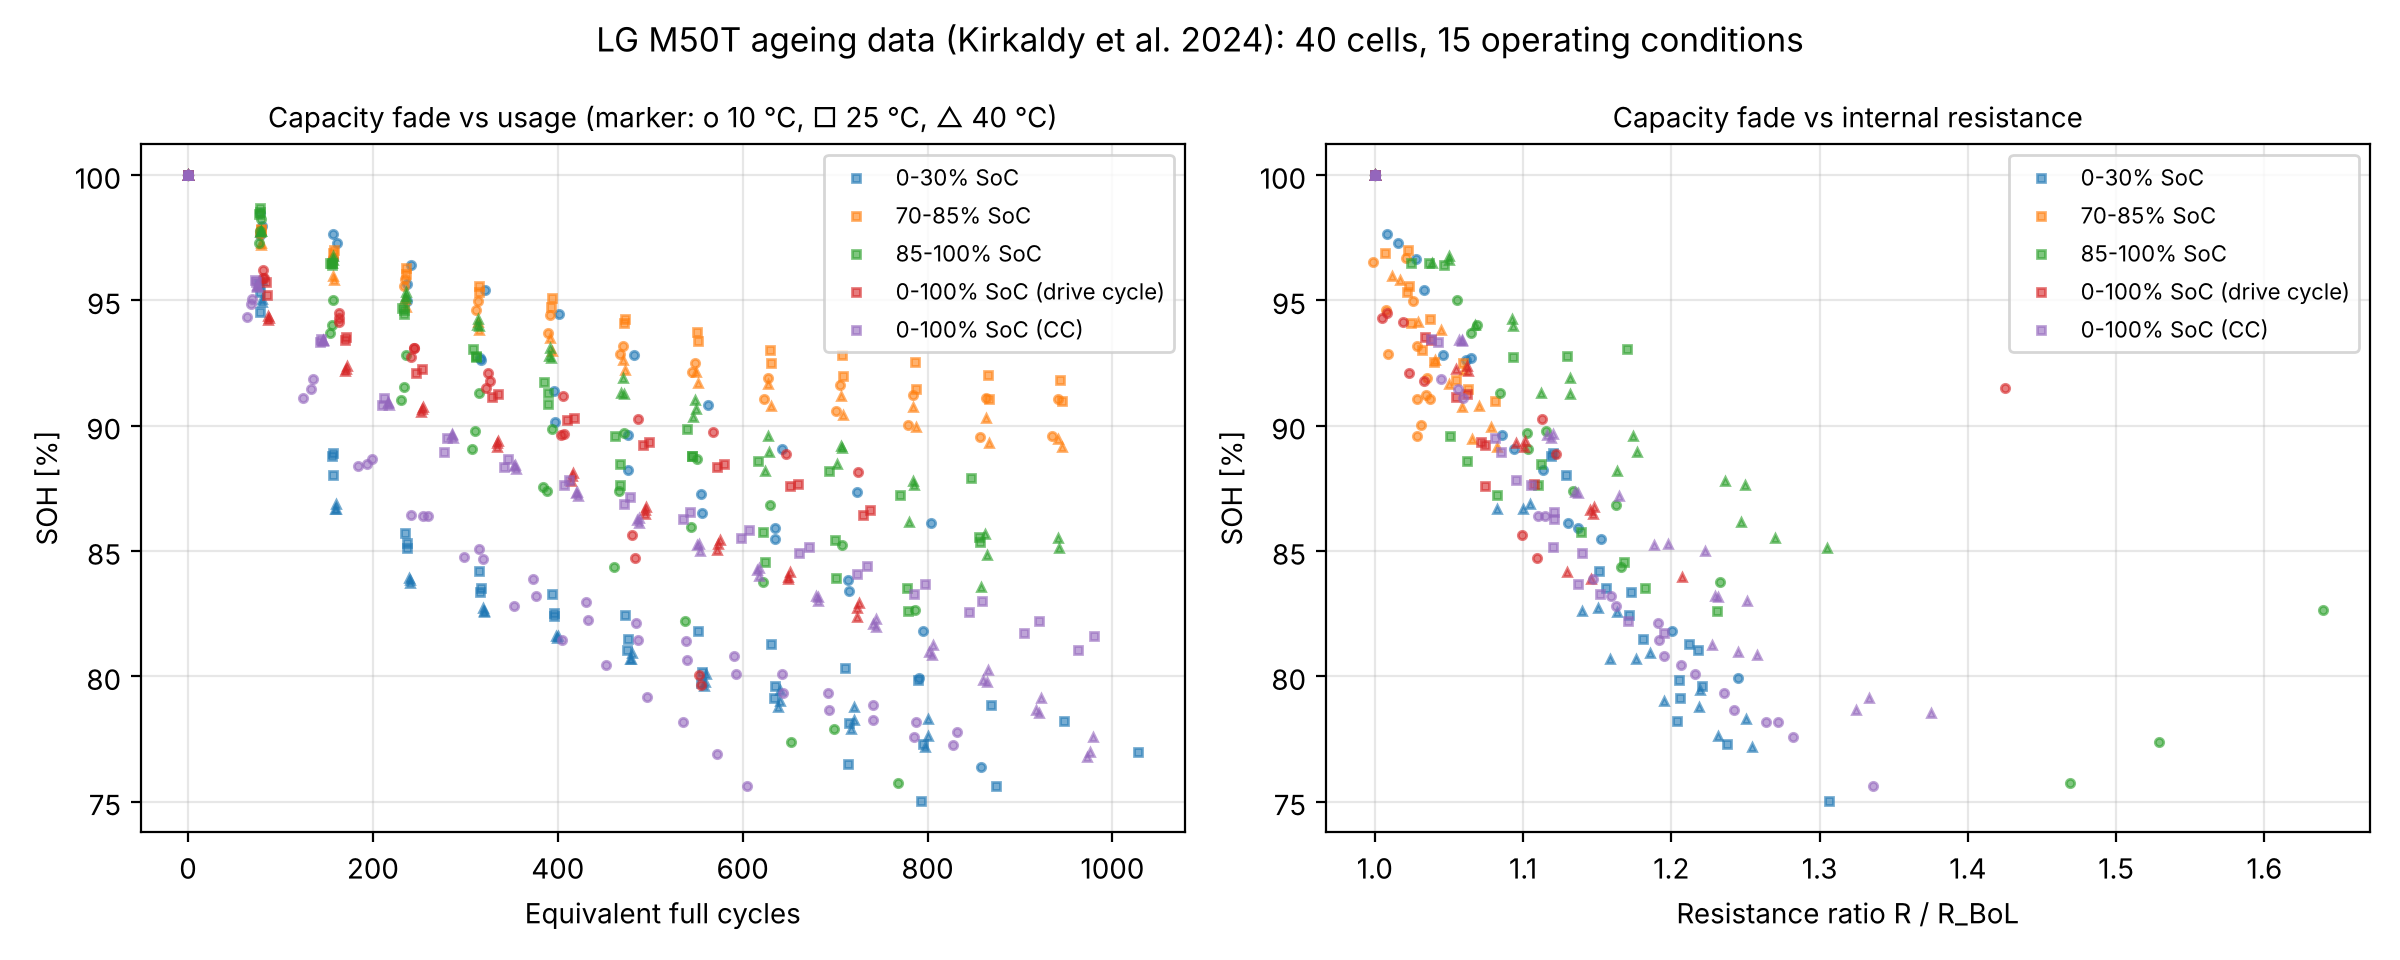 LG M50T ageing data (Kirkaldy et al. 2024): 40 cells, 15 operating conditions
Capacity fade vs usage (marker: o 10 °C, □ 25 °C, △ 40 °C)
SOH [%]
100
95
90
85
80
75
0-30% SoC
70-85% SoC
85-100% SoC
0-100% SoC (drive cycle)
0-100% SoC (CC)
0 200 400 600 800 1000
Equivalent full cycles
Capacity fade vs internal resistance
SOH [%]
100
95
90
85
80
75
0-30% SoC
70-85% SoC
85-100% SoC
0-100% SoC (drive cycle)
0-100% SoC (CC)
1.0 1.1 1.2 1.3 1.4 1.5 1.6
Resistance ratio R / R_BoL